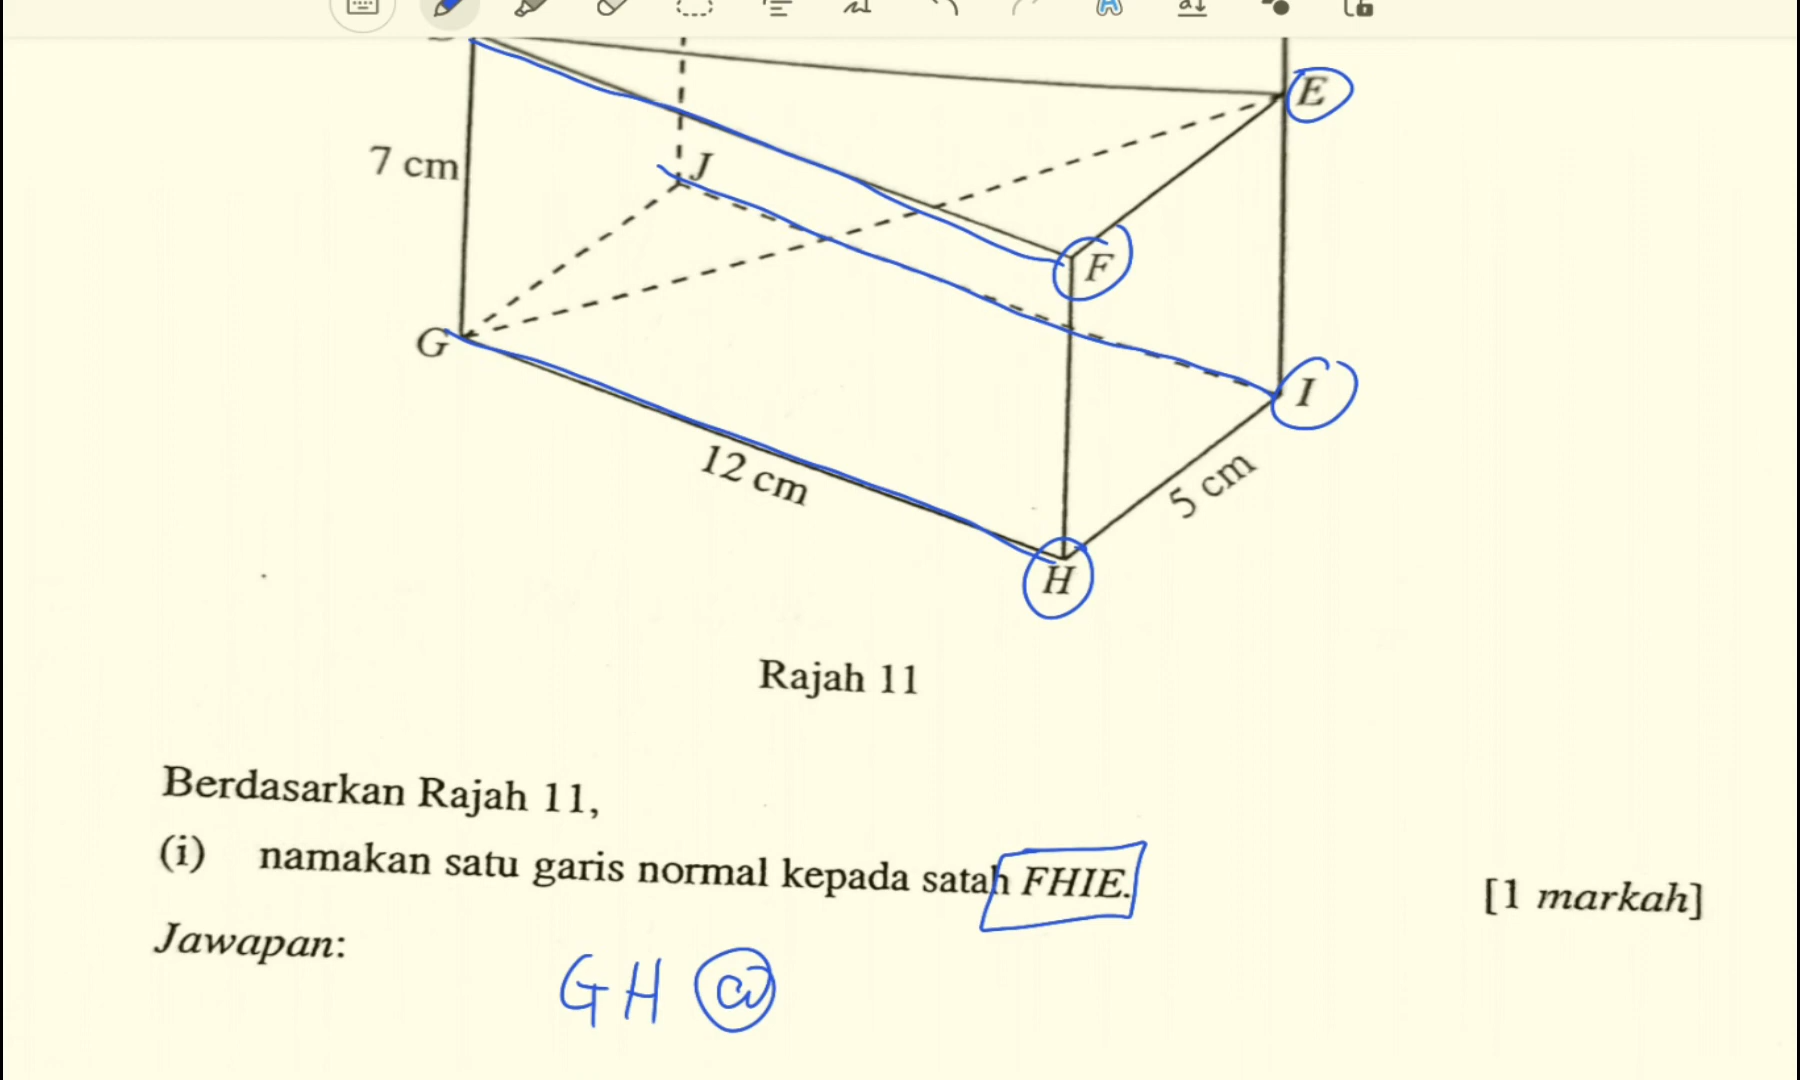 E
7 cm
J
F
G
I
12 cm
5 cm
H
Rajah 11
Berdasarkan Rajah 11,
(i) namakan satu garis normal kepada satah FHIE.
[1 markah]
Jawapan:
GH @